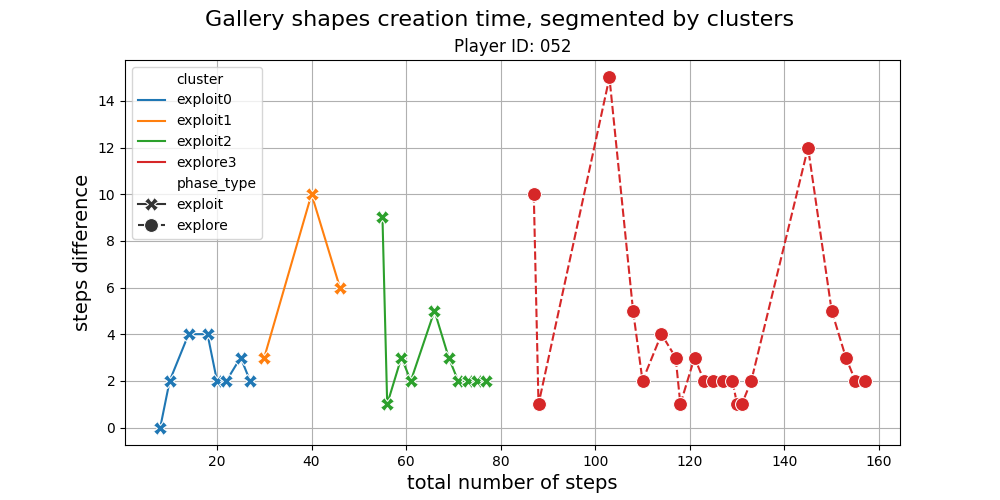 Gallery shapes creation time, segmented by clusters
Player ID: 052
cluster
exploit0
exploit1
exploit2
explore3
phase_type
exploit
explore
steps difference
14
12
10
8
6
4
2
0
20 40 60 80 100 120 140 160
total number of steps